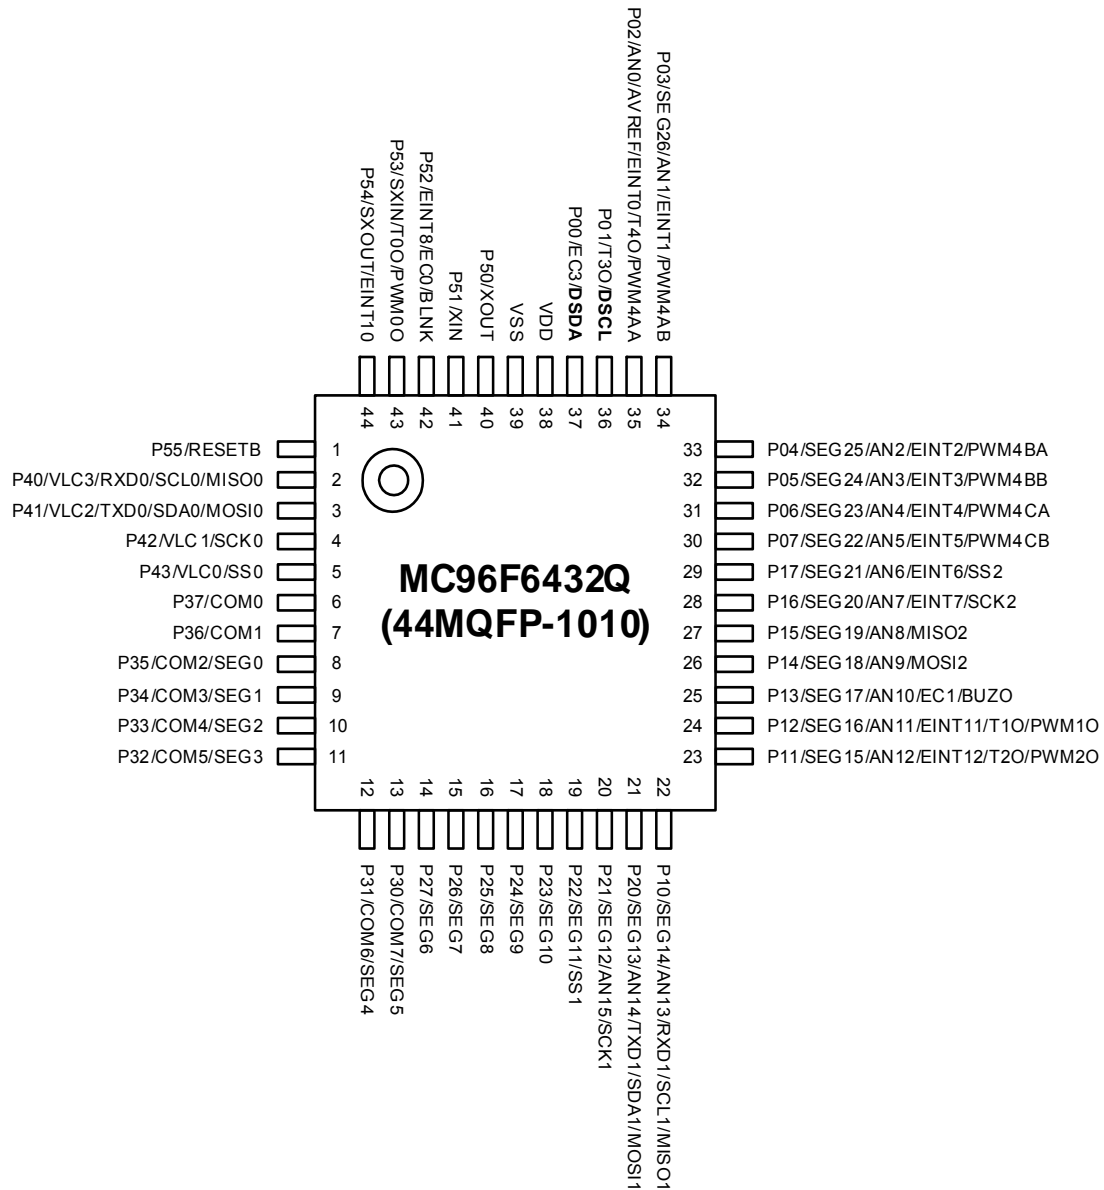 P54/SXOUT/EINT10
P53/SXIN/T0O/PWM0O
P52/EINT8/EC0/BLNK
P51/XIN
P50/XOUT
VSS
VDD
P00/EC3/DSDA
P01/T3O/DSCL
P02/AN0/AVREF/EINT0/T4O/PWM4AA
P03/SEG26/AN1/EINT1/PWM4AB
44
43
42
41
40
39
38
37
36
35
34
P55/RESETB 1
P40/VLC3/RXD0/SCL0/MISO0 2
P41/VLC2/TXD0/SDA0/MOSI0 3
P42/VLC1/SCK0 4
P43/VLC0/SS0 5
P37/COM0 6
P36/COM1 7
P35/COM2/SEG0 8
P34/COM3/SEG1 9
P33/COM4/SEG2 10
P32/COM5/SEG3 11
MC96F6432Q
(44MQFP-1010)
33 P04/SEG25/AN2/EINT2/PWM4BA
32 P05/SEG24/AN3/EINT3/PWM4BB
31 P06/SEG23/AN4/EINT4/PWM4CA
30 P07/SEG22/AN5/EINT5/PWM4CB
29 P17/SEG21/AN6/EINT6/SS2
28 P16/SEG20/AN7/EINT7/SCK2
27 P15/SEG19/AN8/MISO2
26 P14/SEG18/AN9/MOSI2
25 P13/SEG17/AN10/EC1/BUZO
24 P12/SEG16/AN11/EINT11/T1O/PWM1O
23 P11/SEG15/AN12/EINT12/T2O/PWM2O
12
13
14
15
16
17
18
19
20
21
22
P31/COM6/SEG4
P30/COM7/SEG5
P27/SEG6
P26/SEG7
P25/SEG8
P24/SEG9
P23/SEG10
P22/SEG11/SS1
P21/SEG12/AN15/SCK1
P20/SEG13/AN14/TXD1/SDA1/MOSI1
P10/SEG14/AN13/RXD1/SCL1/MISO1